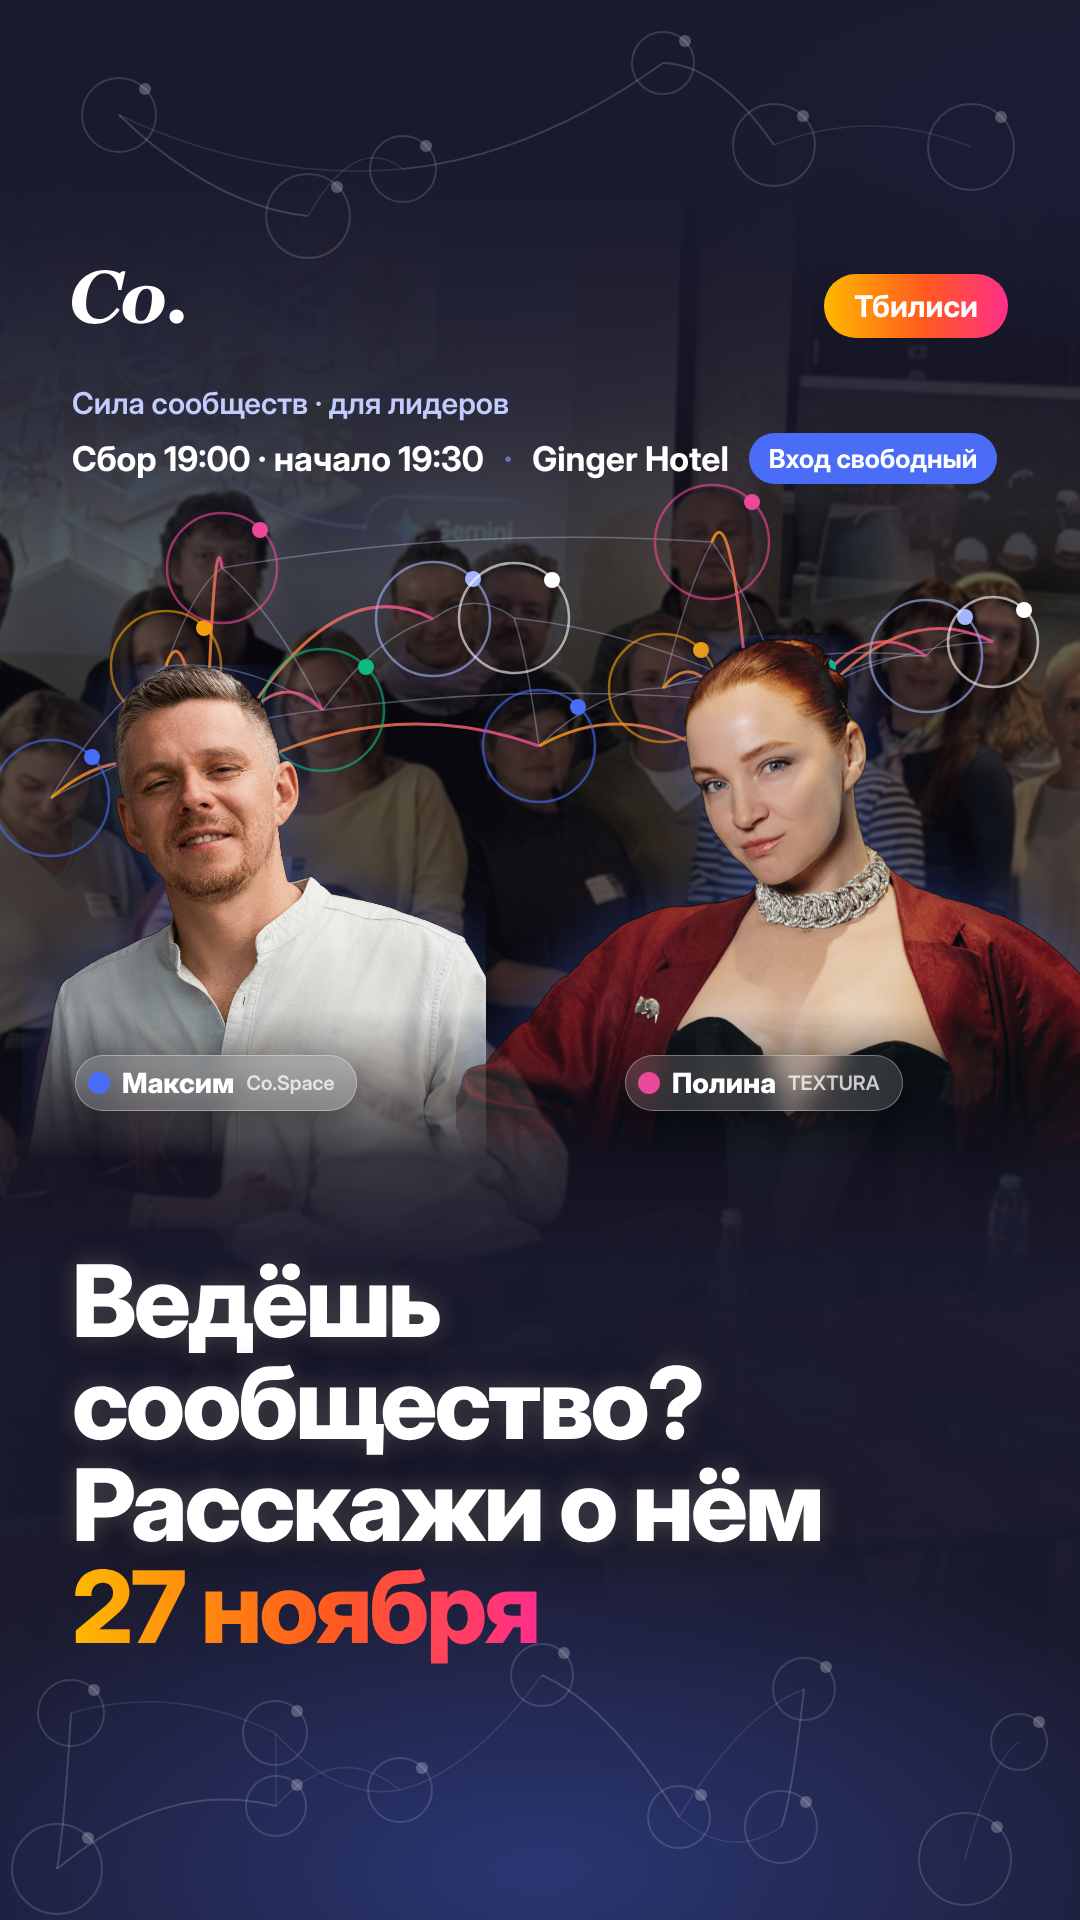 Co.
Тбилиси
Сила сообществ · для лидеров
Сбор 19:00 · начало 19:30 · Ginger Hotel Вход свободный
Gemini
Максим Co.Space
Полина TEXTURA
Ведёшь
сообщество?
Расскажи о нём
27 ноября